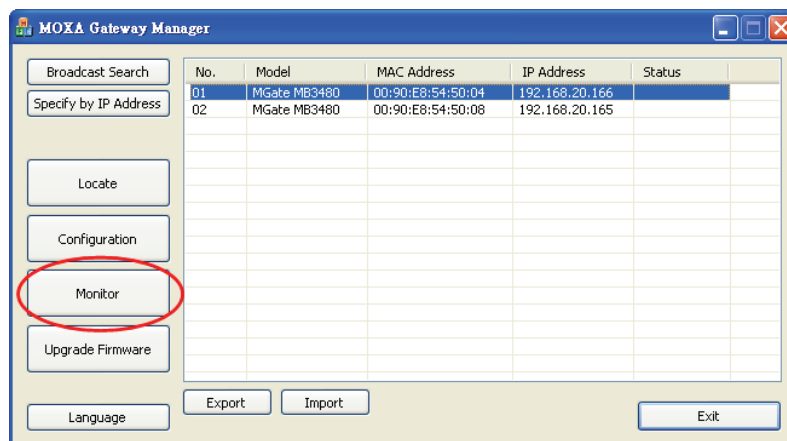 MOXA Gateway Manager
Broadcast Search
Specify by IP Address
No. Model MAC Address IP Address Status
01 MGate MB3480 00:90:E8:54:50:04 192.168.20.166
02 MGate MB3480 00:90:E8:54:50:08 192.168.20.165
Locate
Configuration
Monitor
Upgrade Firmware
Language
Export Import
Exit